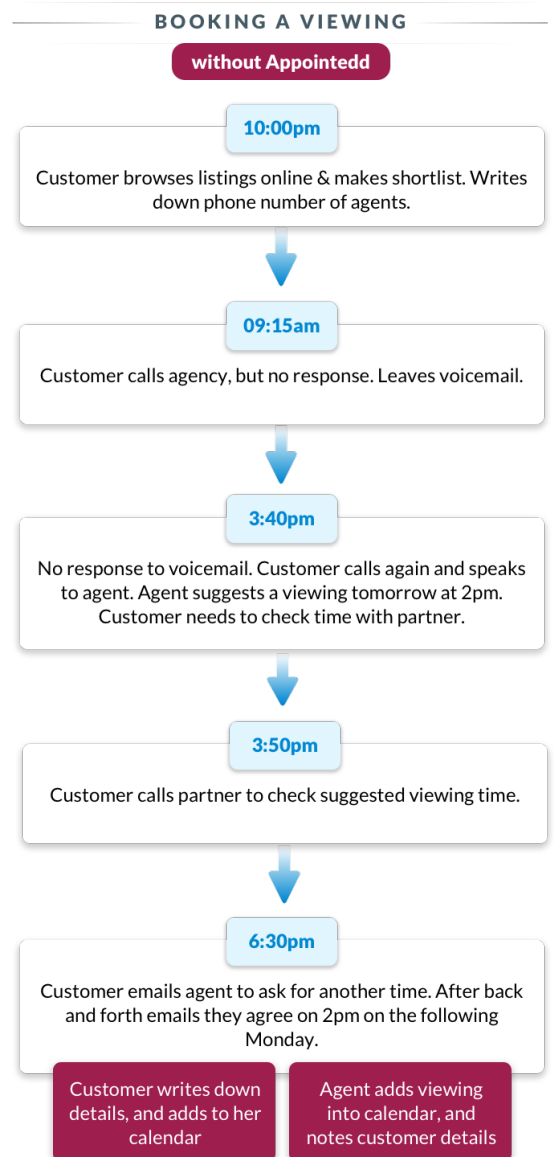 BOOKING A VIEWING
without Appointedd
10:00pm
Customer browses listings online & makes shortlist. Writes
down phone number of agents.
09:15am
Customer calls agency, but no response. Leaves voicemail.
3:40pm
No response to voicemail. Customer calls again and speaks
to agent. Agent suggests a viewing tomorrow at 2pm.
Customer needs to check time with partner.
3:50pm
Customer calls partner to check suggested viewing time.
6:30pm
Customer emails agent to ask for another time. After back
and forth emails they agree on 2pm on the following
Monday.
Customer writes down
details, and adds to her
calendar
Agent adds viewing
into calendar, and
notes customer details